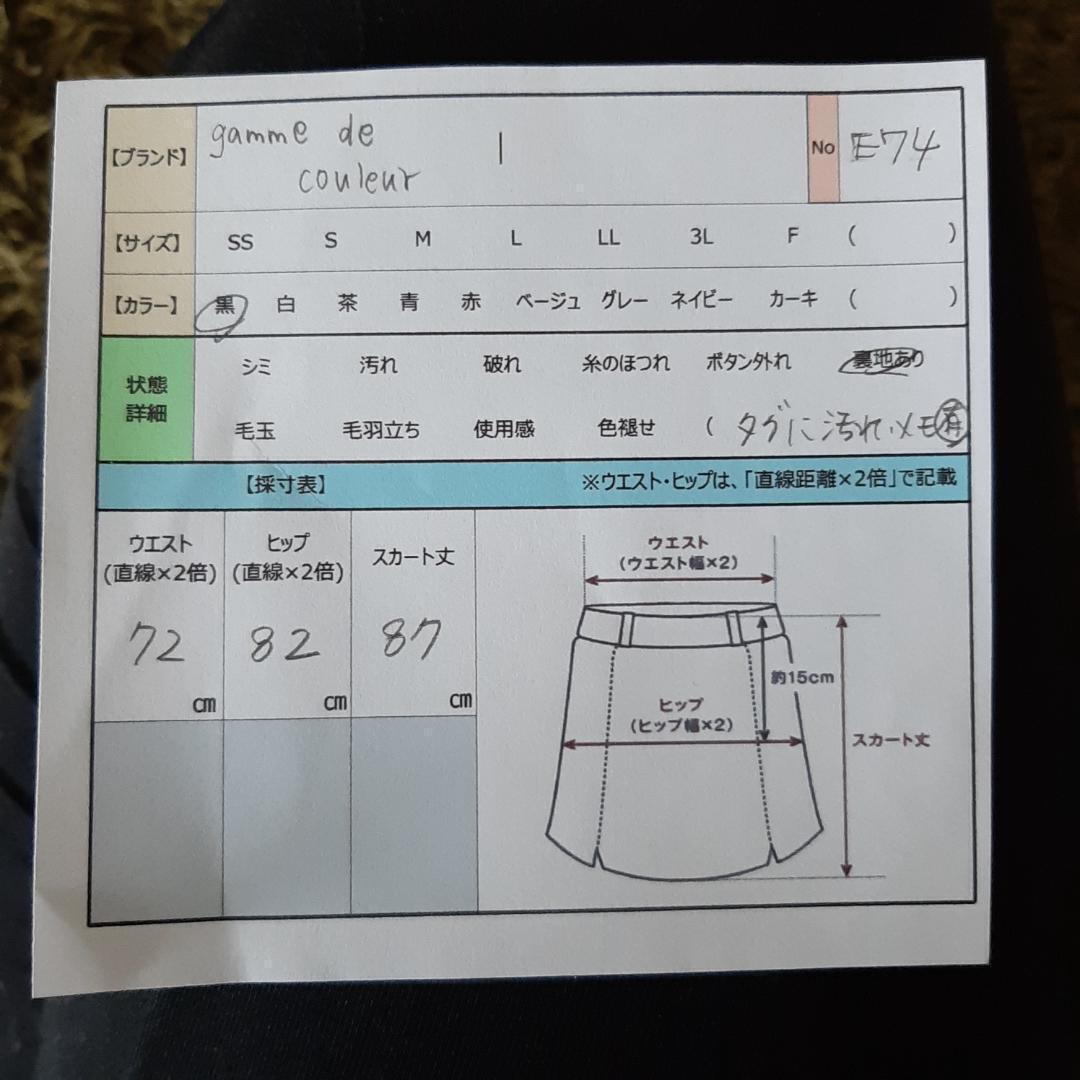 【ブランド】 gamme de couleur | No E74
【サイズ】 SS S M L LL 3L F ( )
【カラー】 黒 白 茶 青 赤 ベージュ グレー ネイビー カーキ ( )
状態詳細
シミ 汚れ 破れ 糸のほつれ ボタン外れ 裏地あり
毛玉 毛羽立ち 使用感 色褪せ ( タグに汚れ、メモ有
【採寸表】 ※ウエスト・ヒップは、「直線距離×2倍」で記載
ウエスト
(直線×2倍)
72
cm
ヒップ
(直線×2倍)
82
cm
スカート丈
87
cm
ウエスト
(ウエスト幅×2)
約15cm
ヒップ
(ヒップ幅×2)
スカート丈